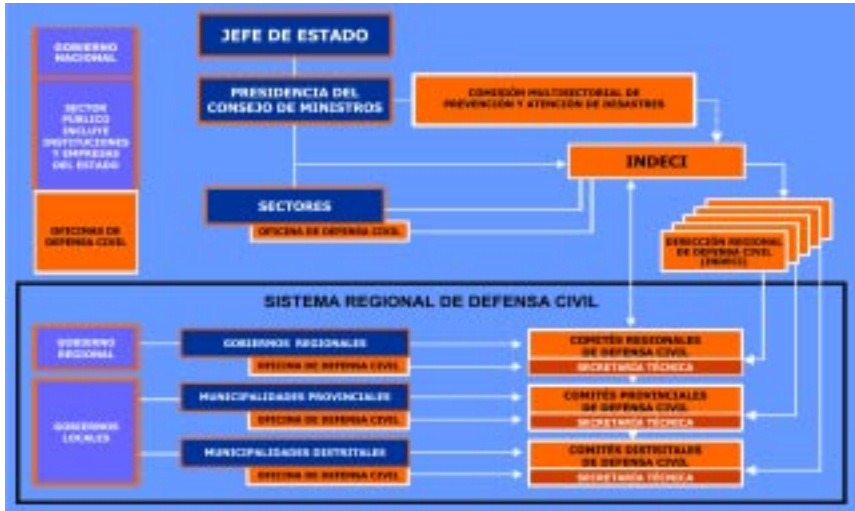 JEFE DE ESTADO
GOBIERNO
NACIONAL
PRESIDENCIA DEL
CONSEJO DE MINISTROS
COMISIÓN MULTISECTORIAL DE
PREVENCIÓN Y ATENCIÓN DE DESASTRES
SECTOR
PÚBLICO
INCLUYE
INSTITUCIONES
Y EMPRESAS
DEL ESTADO
INDECI
SECTORES
OFICINA DE DEFENSA CIVIL
OFICINAS DE
DEFENSA CIVIL
DIRECCIÓN REGIONAL
DE DEFENSA CIVIL
(INDECI)
SISTEMA REGIONAL DE DEFENSA CIVIL
GOBIERNO
REGIONAL
GOBIERNOS REGIONALES
OFICINA DE DEFENSA CIVIL
COMITÉS REGIONALES
DE DEFENSA CIVIL
SECRETARÍA TÉCNICA
GOBIERNOS
LOCALES
MUNICIPALIDADES PROVINCIALES
OFICINA DE DEFENSA CIVIL
COMITÉS PROVINCIALES
DE DEFENSA CIVIL
SECRETARÍA TÉCNICA
MUNICIPALIDADES DISTRITALES
OFICINA DE DEFENSA CIVIL
COMITÉS DISTRITALES
DE DEFENSA CIVIL
SECRETARÍA TÉCNICA